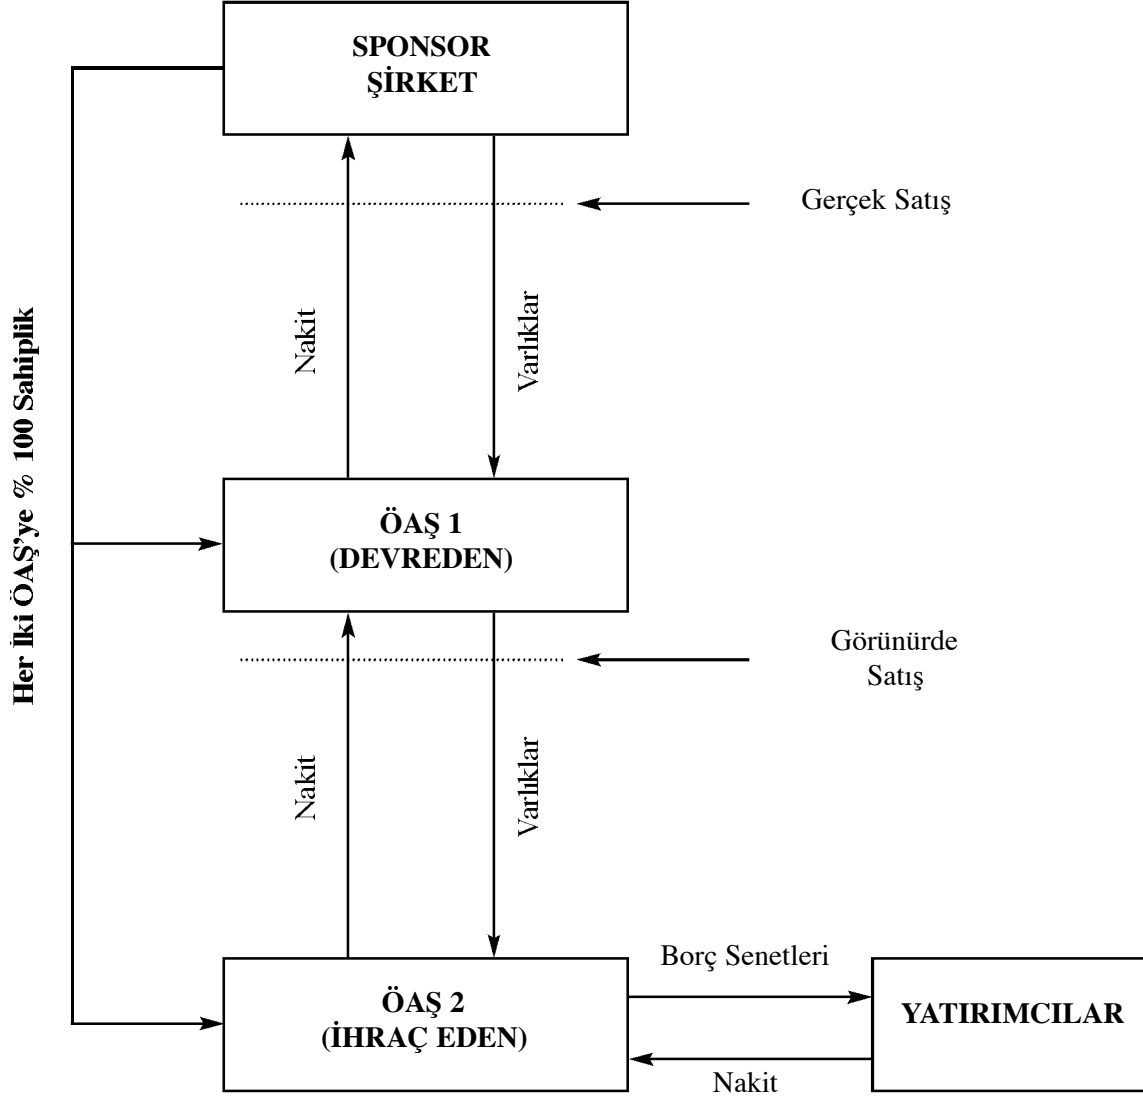 SPONSOR
ŞİRKET
Gerçek Satış
Nakit
Varlıklar
Her İki ÖAŞ'ye % 100 Sahiplik
ÖAŞ 1
(DEVREDEN)
Görünürde
Satış
Nakit
Varlıklar
Borç Senetleri
ÖAŞ 2
(İHRAÇ EDEN)
YATIRIMCILAR
Nakit